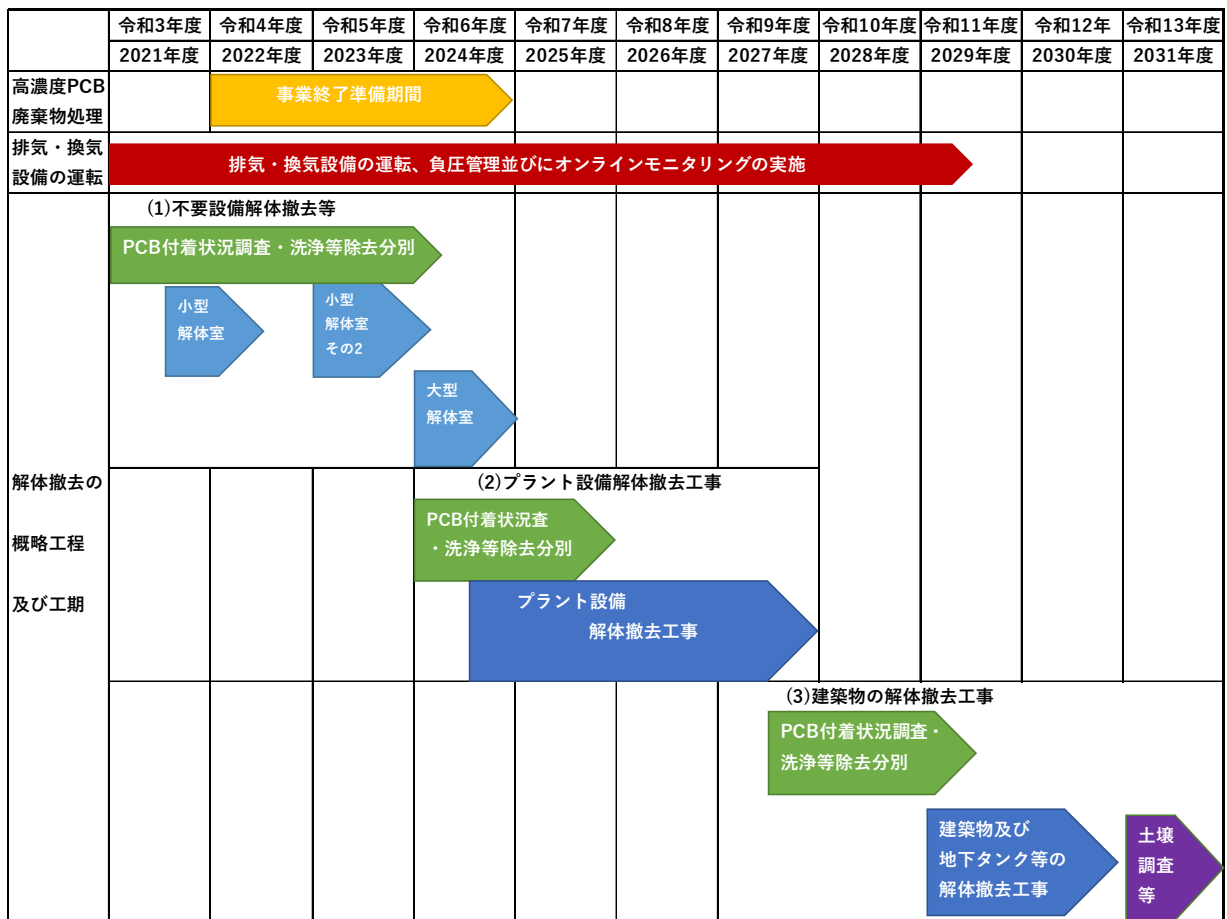 令和3年度 令和4年度 令和5年度 令和6年度 令和7年度 令和8年度 令和9年度 令和10年度 令和11年度 令和12年 令和13年度
2021年度 2022年度 2023年度 2024年度 2025年度 2026年度 2027年度 2028年度 2029年度 2030年度 2031年度
高濃度PCB
廃棄物処理
事業終了準備期間
排気・換気
設備の運転
排気・換気設備の運転、負圧管理並びにオンラインモニタリングの実施
解体撤去の
概略工程
及び工期
(1)不要設備解体撤去等
PCB付着状況調査・洗浄等除去分別
小型
解体室
小型
解体室
その2
大型
解体室
(2)プラント設備解体撤去工事
PCB付着状況査
・洗浄等除去分別
プラント設備
解体撤去工事
(3)建築物の解体撤去工事
PCB付着状況調査・
洗浄等除去分別
建築物及び
地下タンク等の
解体撤去工事
土壌
調査
等